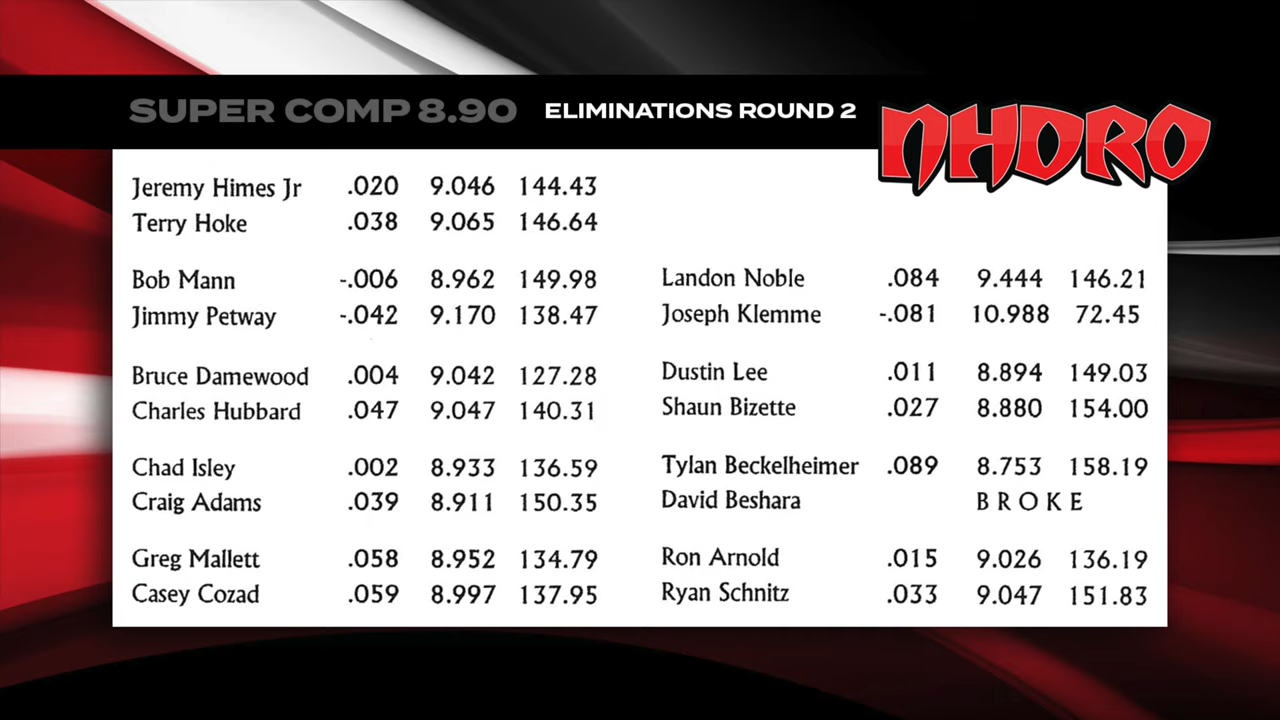 SUPER COMP 8.90 ELIMINATIONS ROUND 2
NHDRO
Jeremy Himes Jr .020 9.046 144.43
Terry Hoke .038 9.065 146.64
Bob Mann -.006 8.962 149.98
Jimmy Petway -.042 9.170 138.47
Bruce Damewood .004 9.042 127.28
Charles Hubbard .047 9.047 140.31
Chad Isley .002 8.933 136.59
Craig Adams .039 8.911 150.35
Greg Mallett .058 8.952 134.79
Casey Cozad .059 8.997 137.95
Landon Noble .084 9.444 146.21
Joseph Klemme -.081 10.988 72.45
Dustin Lee .011 8.894 149.03
Shaun Bizette .027 8.880 154.00
Tylan Beckelheimer .089 8.753 158.19
David Beshara B R O K E
Ron Arnold .015 9.026 136.19
Ryan Schnitz .033 9.047 151.83